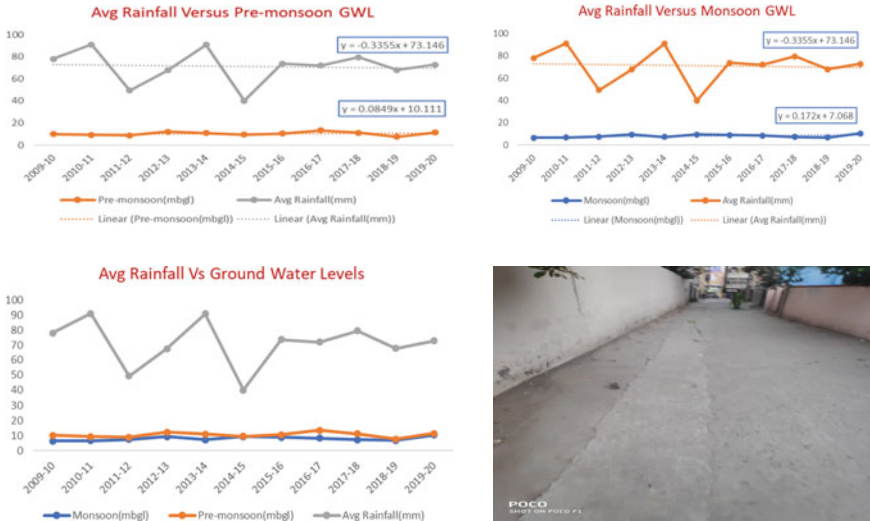 Avg Rainfall Versus Pre-monsoon GWL
100
80
60
40
20
0
y = -0.3355x + 73.146
y = 0.0849x + 10.111
2009-10
2010-11
2011-12
2012-13
2013-14
2014-15
2015-16
2016-17
2017-18
2018-19
2019-20
Pre-monsoon(mbgl)
Avg Rainfall(mm)
Linear (Pre-monsoon(mbgl))
Linear (Avg Rainfall(mm))
Avg Rainfall Versus Monsoon GWL
100
80
60
40
20
0
y = -0.3355x + 73.146
y = 0.172x + 7.068
2009-10
2010-11
2011-12
2012-13
2013-14
2014-15
2015-16
2016-17
2017-18
2018-19
2019-20
Monsoon(mbgl)
Avg Rainfall(mm)
Linear (Monsoon(mbgl))
Linear (Avg Rainfall(mm))
Avg Rainfall Vs Ground Water Levels
100
90
80
70
60
50
40
30
20
10
0
2009-10
2010-11
2011-12
2012-13
2013-14
2014-15
2015-16
2016-17
2017-18
2018-19
2019-20
Monsoon(mbgl)
Pre-monsoon(mbgl)
Avg Rainfall(mm)
POCO
SHOT ON POCO F1